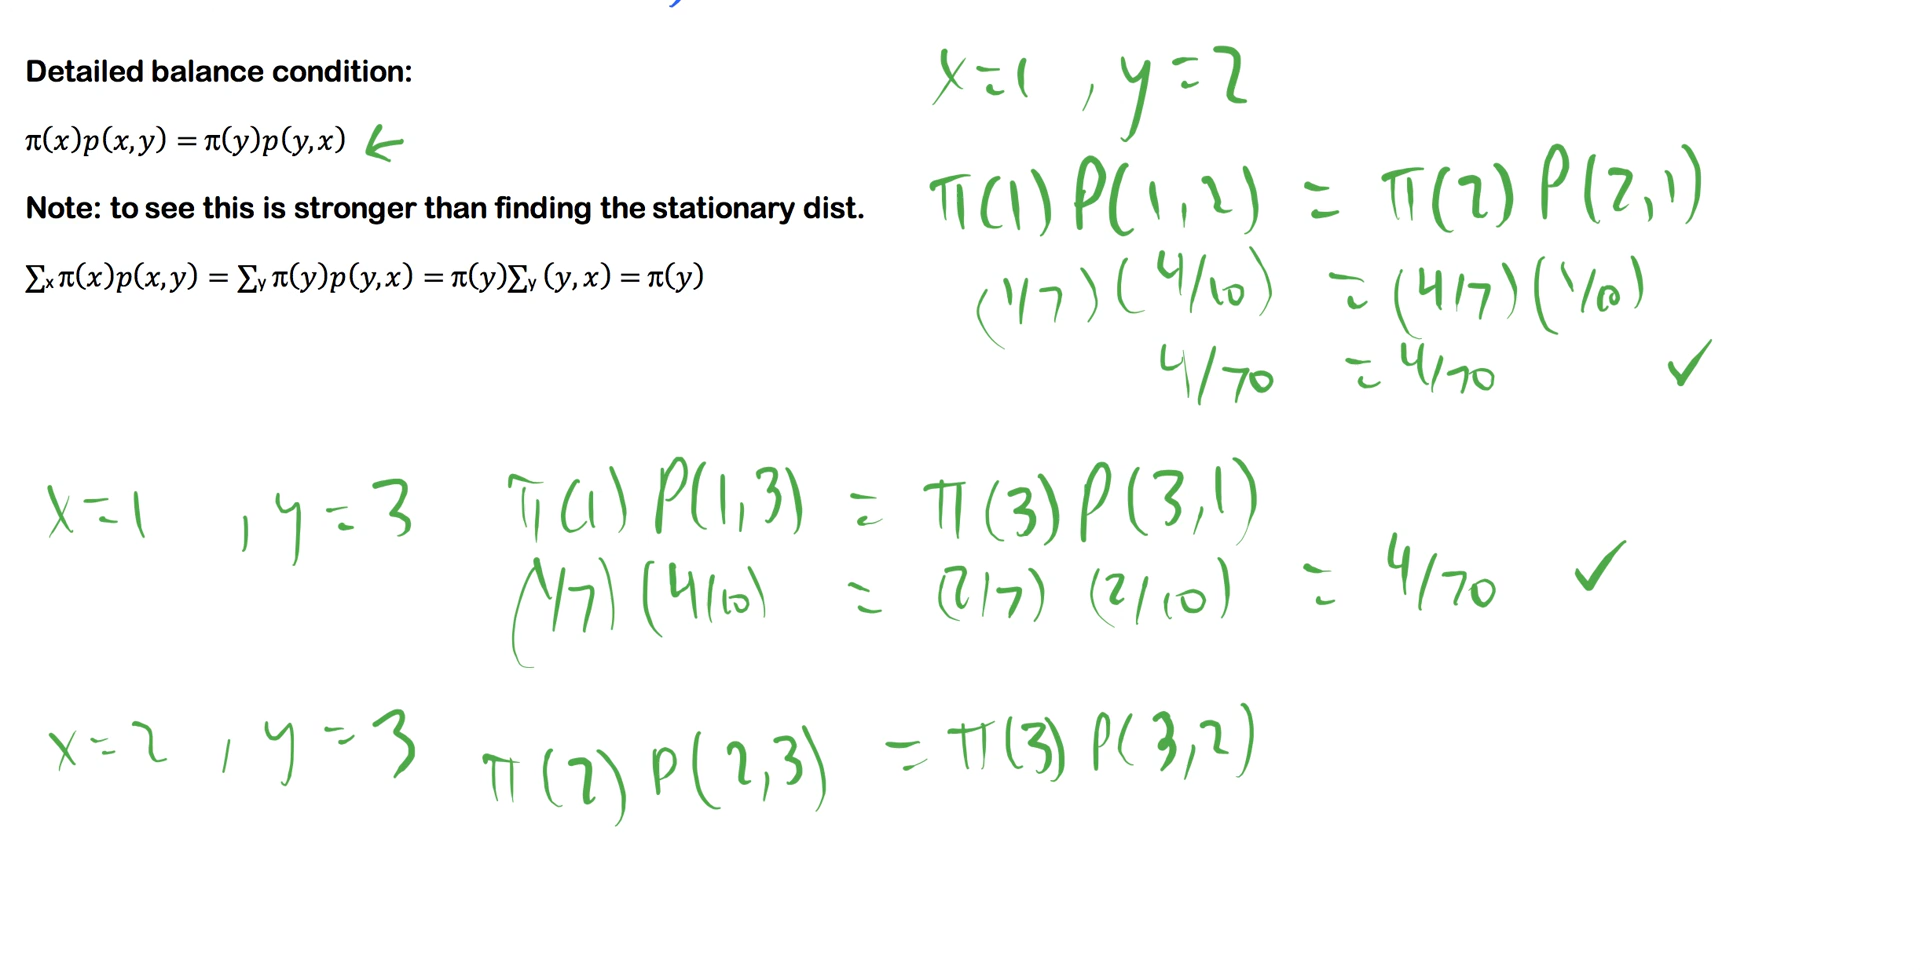 Detailed balance condition:
π(x)p(x,y) = π(y)p(y,x) ←
Note: to see this is stronger than finding the stationary dist.
∑ₓπ(x)p(x,y) = ∑ᵧπ(y)p(y,x) = π(y)∑ᵧ (y,x) = π(y)
x=1 , y=2
π(1) P(1,2) = π(2) P(2,1)
(1/7) (4/10) = (4/7) (1/10)
4/70 = 4/70 ✓
x=1 , y=3 π(1) P(1,3) = π(3) P(3,1)
(1/7) (4/10) = (2/7) (2/10) = 4/70 ✓
x=2 , y=3 π(2) P(2,3) = π(3) P(3,2)